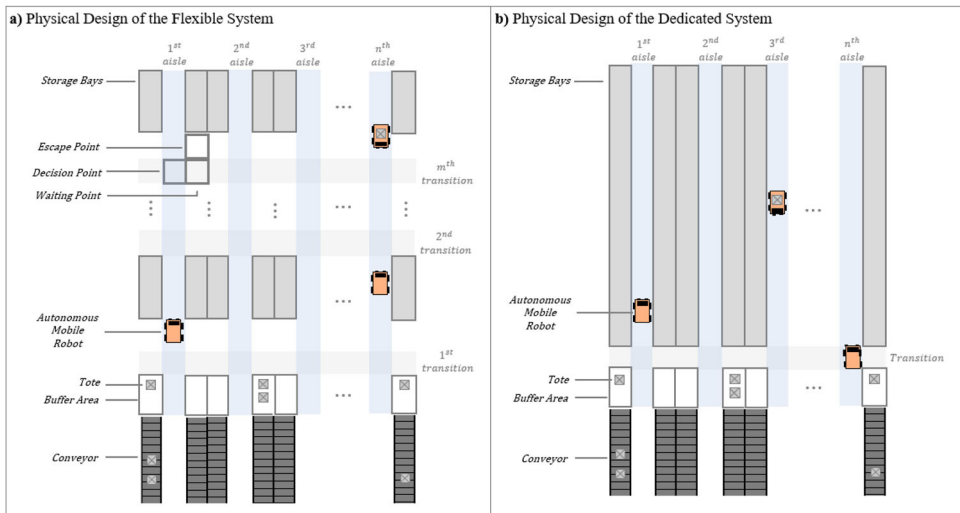 a) Physical Design of the Flexible System
1st
aisle
2nd
aisle
3rd
aisle
nth
aisle
Storage Bays
...
Escape Point
Decision Point
mth
transition
Waiting Point
...
2nd
transition
...
Autonomous
Mobile
Robot
1st
transition
Tote
Buffer Area
...
Conveyor
b) Physical Design of the Dedicated System
1st
aisle
2nd
aisle
3rd
aisle
nth
aisle
Storage Bays
...
Autonomous
Mobile
Robot
Transition
Tote
Buffer Area
...
Conveyor